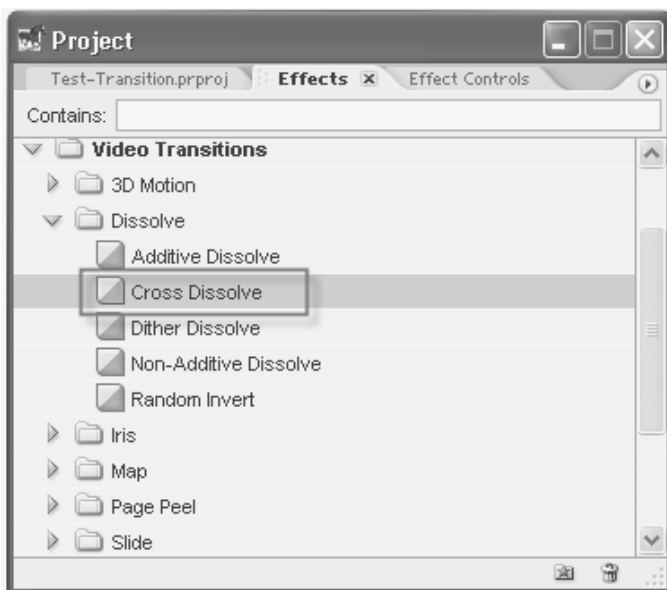 Project
Test-Transition.prproj Effects Effect Controls
Contains:
Video Transitions
3D Motion
Dissolve
Additive Dissolve
Cross Dissolve
Dither Dissolve
Non-Additive Dissolve
Random Invert
Iris
Map
Page Peel
Slide